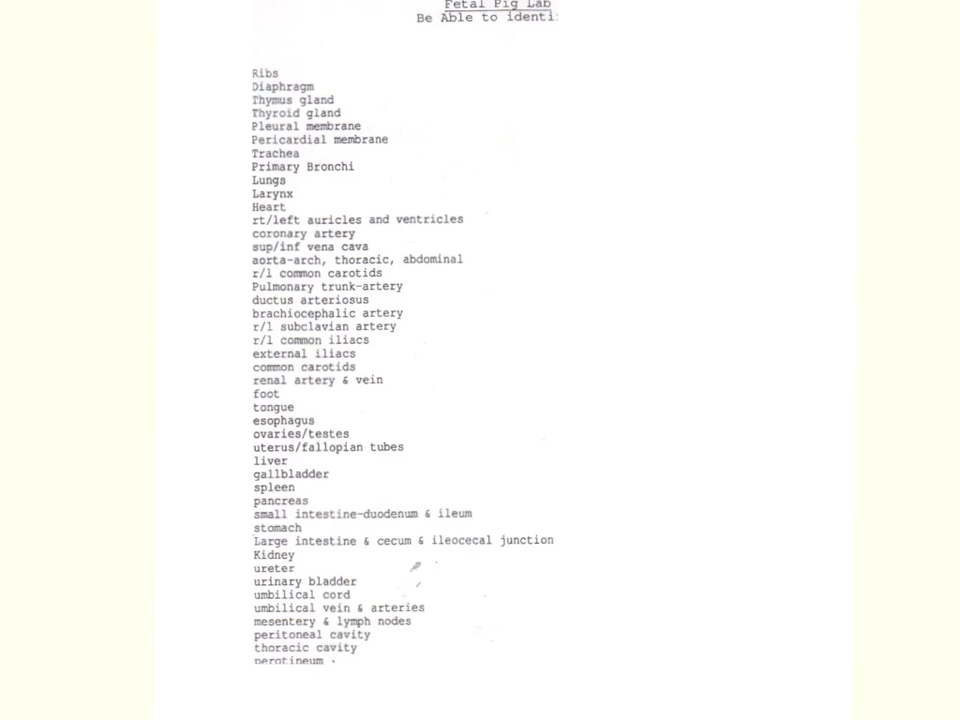 Fetal Pig Lab
Be Able to identi
Ribs
Diaphragm
Thymus gland
Thyroid gland
Pleural membrane
Pericardial membrane
Trachea
Primary Bronchi
Lungs
Larynx
Heart
rt/left auricles and ventricles
coronary artery
sup/inf vena cava
aorta-arch, thoracic, abdominal
r/l common carotids
Pulmonary trunk-artery
ductus arteriosus
brachiocephalic artery
r/l subclavian artery
r/l common iliacs
external iliacs
common carotids
renal artery & vein
foot
tongue
esophagus
ovaries/testes
uterus/fallopian tubes
liver
gallbladder
spleen
pancreas
small intestine-duodenum & ileum
stomach
Large intestine & cecum & ileocecal junction
Kidney
ureter
urinary bladder
umbilical cord
umbilical vein & arteries
mesentery & lymph nodes
peritoneal cavity
thoracic cavity
perotineum